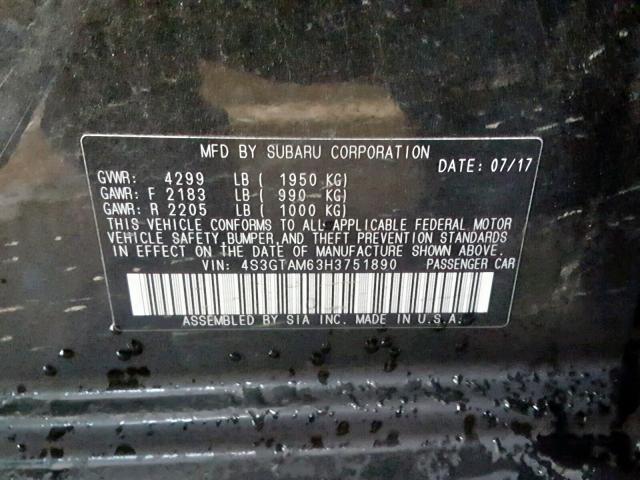 MFD BY SUBARU CORPORATION
DATE: 07/17
GVWR: 4299 LB ( 1950 KG)
GAWR: F 2183 LB ( 990 KG)
GAWR: R 2205 LB ( 1000 KG)
THIS VEHICLE CONFORMS TO ALL APPLICABLE FEDERAL MOTOR
VEHICLE SAFETY, BUMPER, AND THEFT PREVENTION STANDARDS
IN EFFECT ON THE DATE OF MANUFACTURE SHOWN ABOVE.
VIN: 4S3GTAM63H3751890 PASSENGER CAR
ASSEMBLED BY SIA INC. MADE IN U.S.A.